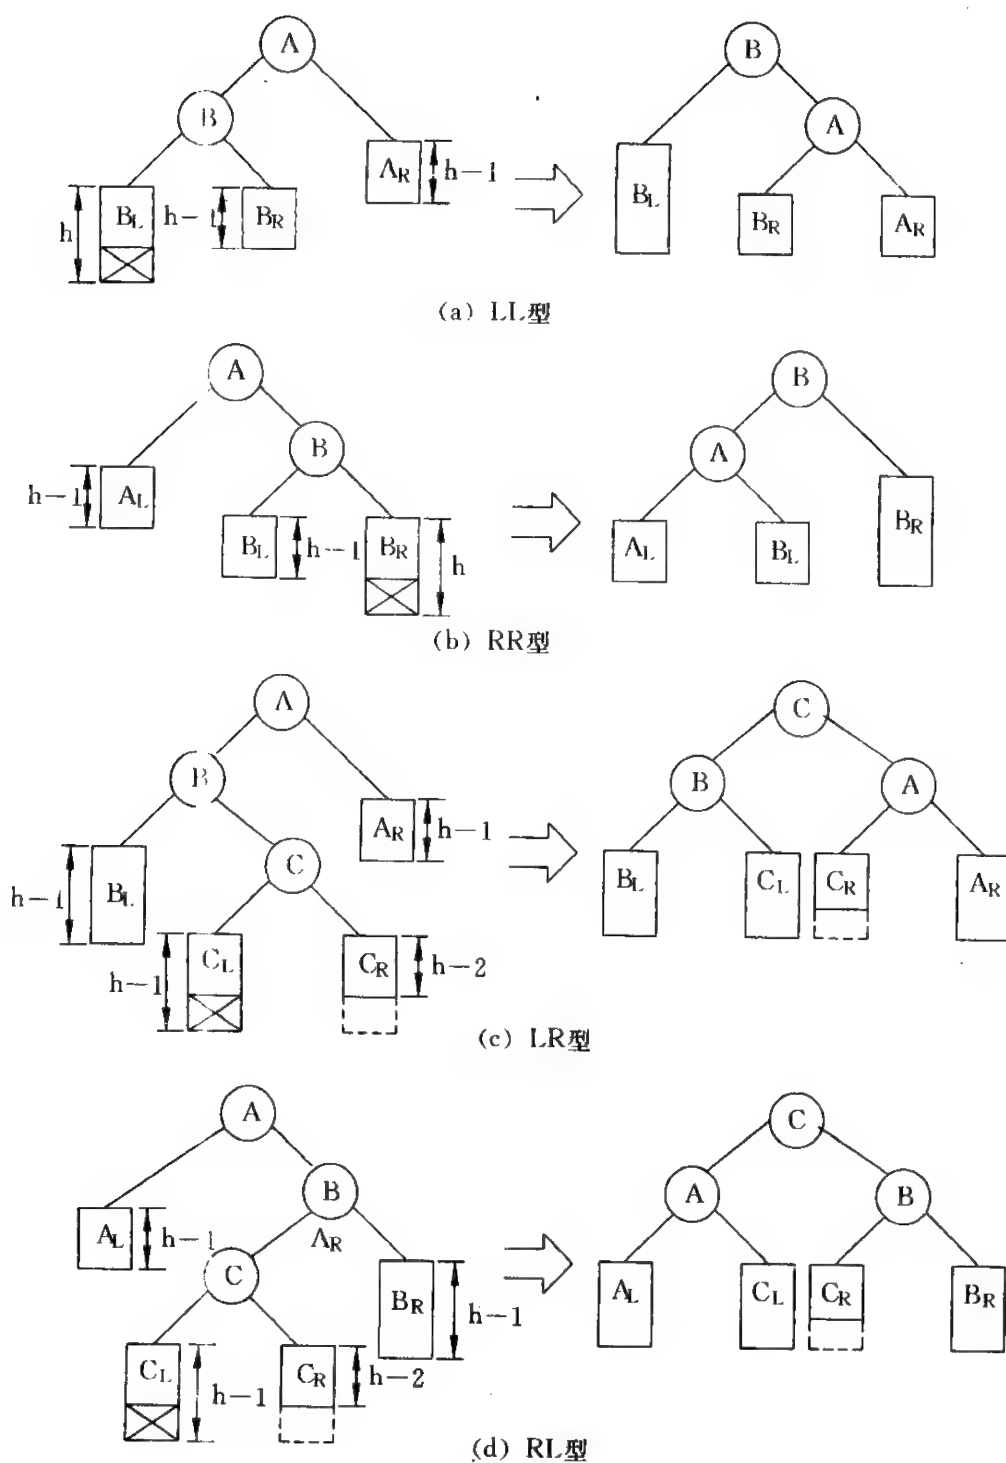 A
B
B
A
A_R
h-1
B_L
h
h-1
B_R
B_L
B_R
A_R
(a) LL型
A
B
B
A
h-1
A_L
B_L
h-1
B_R
h
A_L
B_L
B_R
(b) RR型
A
C
B
B
A
A_R
h-1
C
h-1
B_L
B_L
C_L
C_R
A_R
h-1
C_L
C_R
h-2
(c) LR型
A
C
B
A
B
A_L
h-1
A_R
C
B_R
h-1
A_L
C_L
C_R
B_R
C_L
h-1
C_R
h-2
(d) RL型